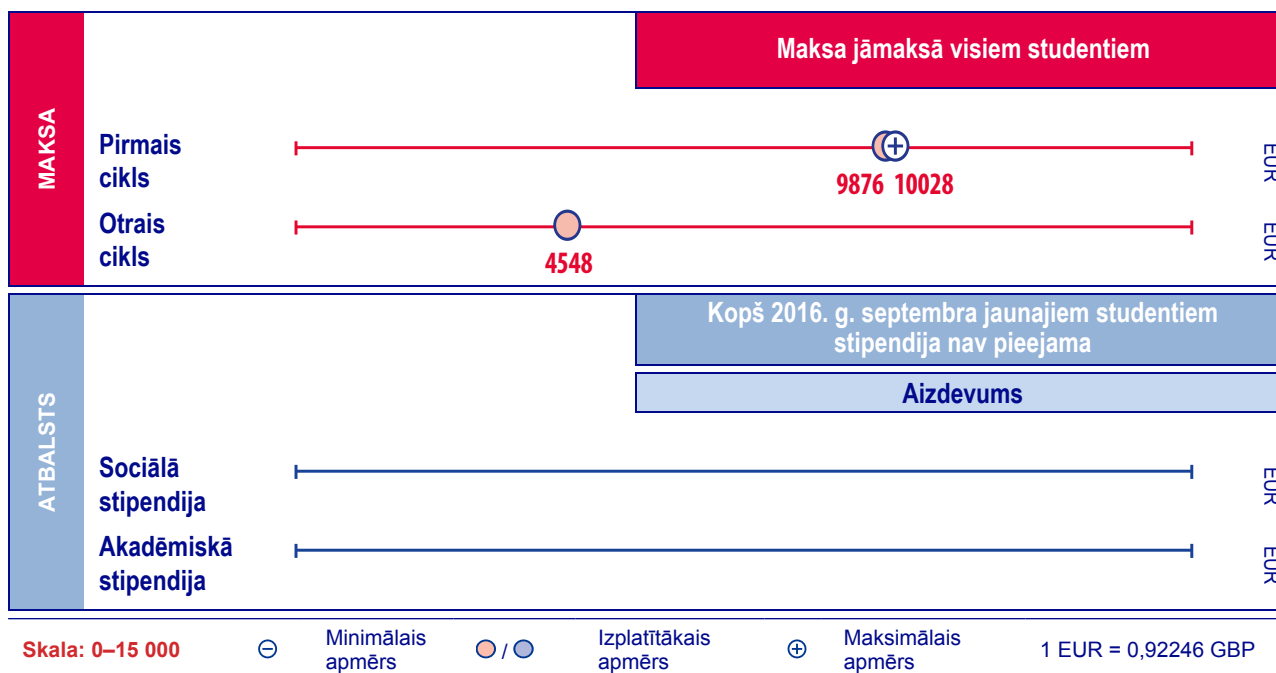 Maksa jāmaksā visiem studentiem
MAKSA
Pirmais
cikls
9876 10028
EUR
Otrais
cikls
4548
EUR
Kopš 2016. g. septembra jaunajiem studentiem
stipendija nav pieejama
Aizdevums
ATBALSTS
Sociālā
stipendija
EUR
Akadēmiskā
stipendija
EUR
Skala: 0–15 000
Minimālais
apmērs
/
Izplatītākais
apmērs
Maksimālais
apmērs
1 EUR = 0,92246 GBP